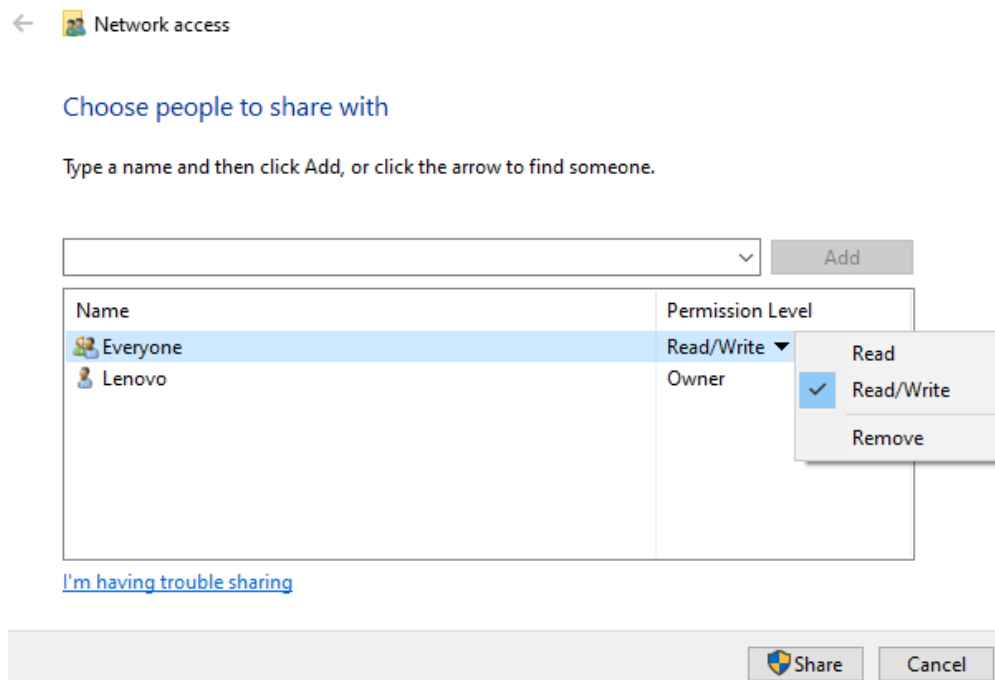 Network access
Choose people to share with
Type a name and then click Add, or click the arrow to find someone.
Add
Name Permission Level
Everyone Read/Write
Lenovo Owner
Read
Read/Write
Remove
I'm having trouble sharing
Share Cancel